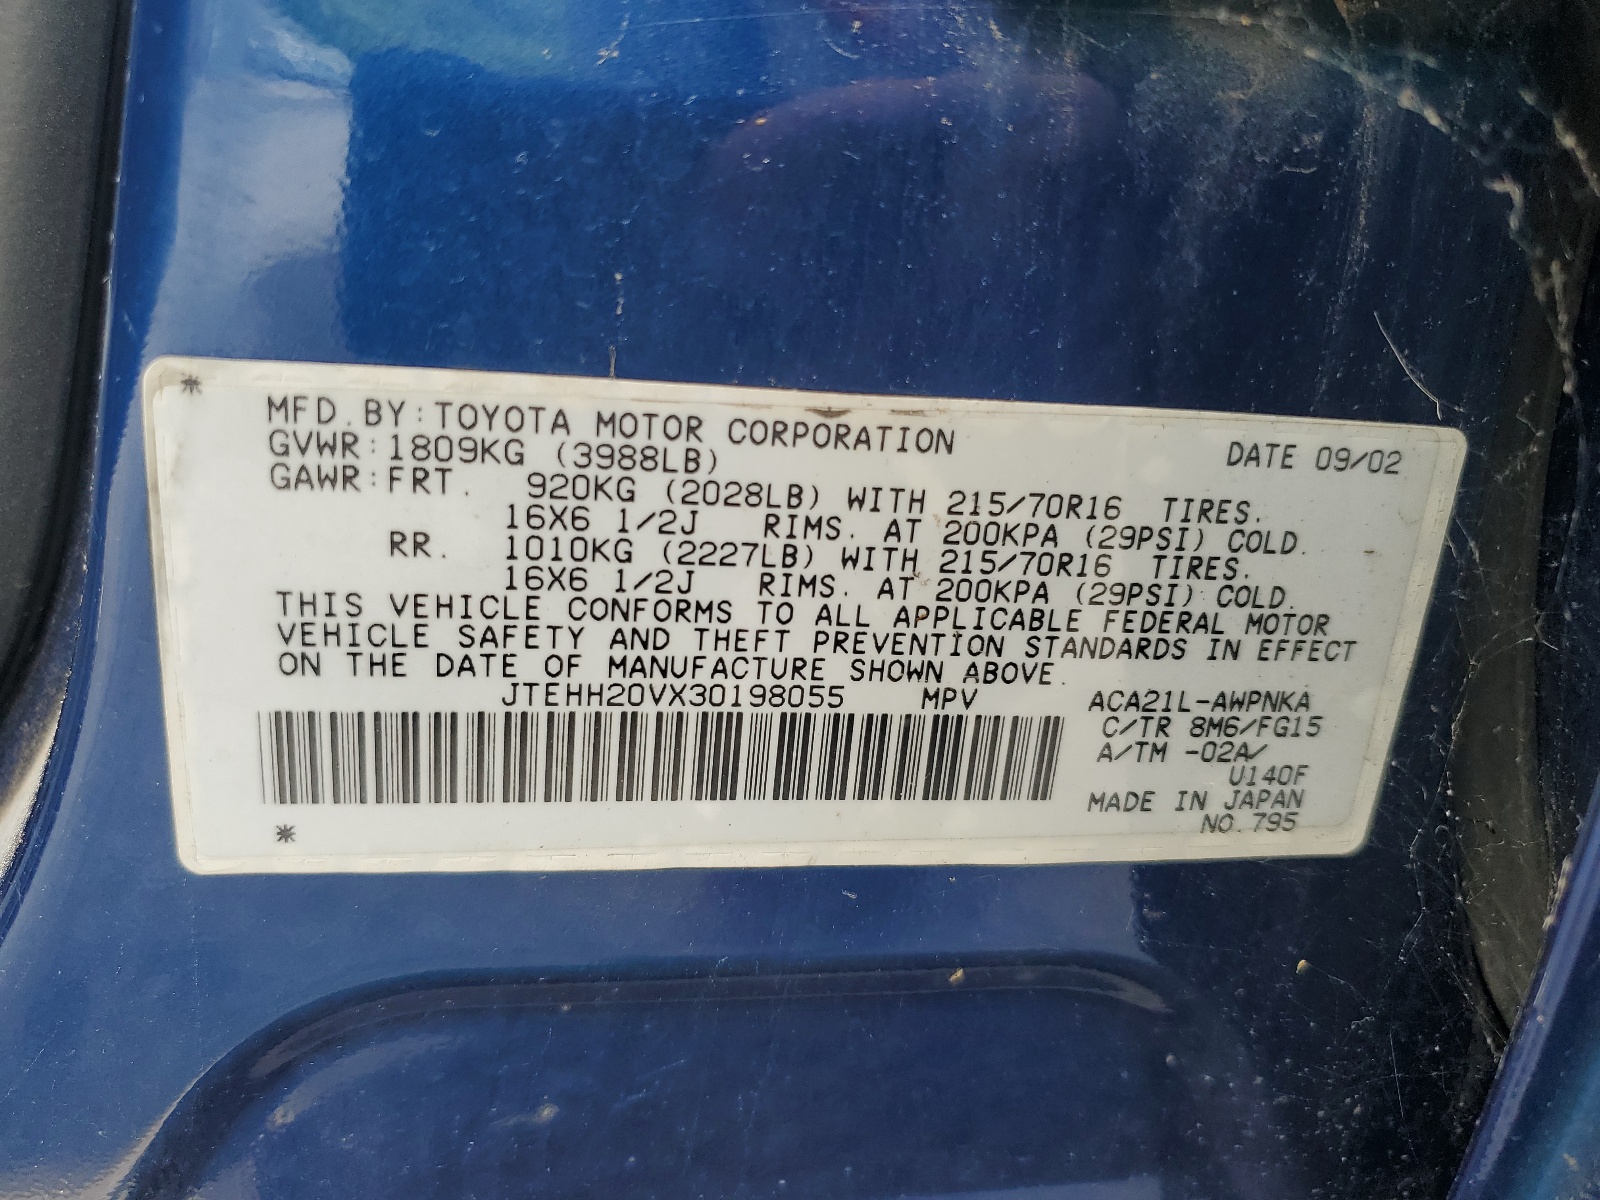 MFD. BY: TOYOTA MOTOR CORPORATION DATE 09/02
GVWR: 1809KG (3988LB)
GAWR: FRT. 920KG (2028LB) WITH 215/70R16 TIRES.
16X6 1/2J RIMS. AT 200KPA (29PSI) COLD.
RR. 1010KG (2227LB) WITH 215/70R16 TIRES.
16X6 1/2J RIMS. AT 200KPA (29PSI) COLD.
THIS VEHICLE CONFORMS TO ALL APPLICABLE FEDERAL MOTOR
VEHICLE SAFETY AND THEFT PREVENTION STANDARDS IN EFFECT
ON THE DATE OF MANUFACTURE SHOWN ABOVE.
JTEHH20VX30198055 MPV ACA21L-AWPNKA
C/TR 8M6/FG15
A/TM -02A/
U140F
MADE IN JAPAN
NO. 795